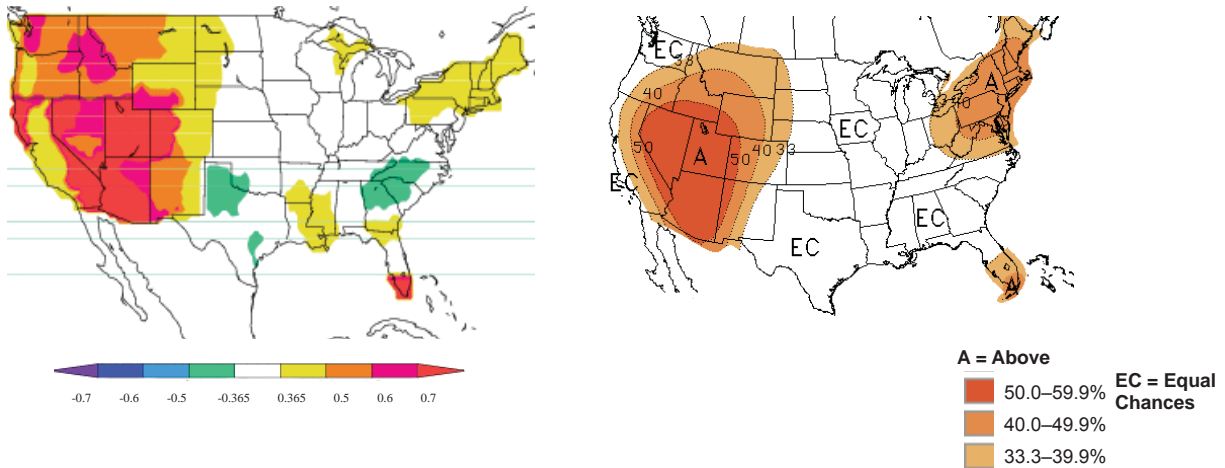 -0.7 -0.6 -0.5 -0.365 0.365 0.5 0.6 0.7
EC
33
40
A
33 40
EC
50
A
50
40
33
EC
EC
EC
A
A = Above
50.0–59.9%
40.0–49.9%
33.3–39.9%
EC = Equal
Chances